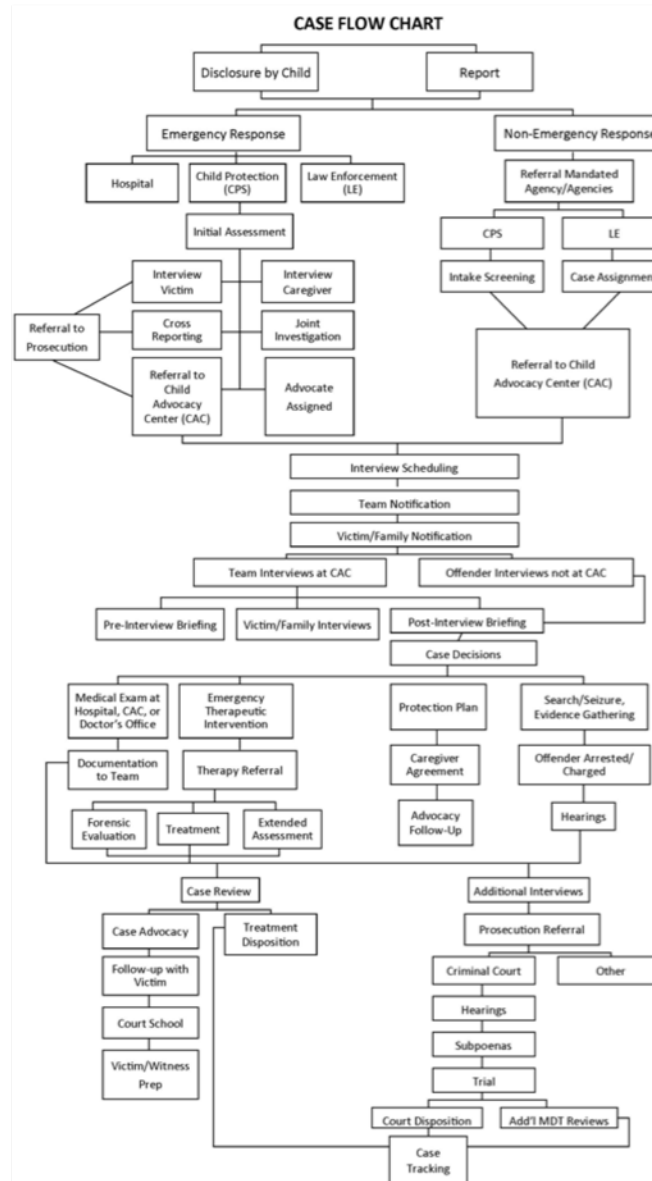 CASE FLOW CHART
Disclosure by Child
Report
Emergency Response
Non-Emergency Response
Hospital
Child Protection
(CPS)
Law Enforcement
(LE)
Referral Mandated
Agency/Agencies
Initial Assessment
CPS
LE
Interview
Victim
Interview
Caregiver
Intake Screening
Case Assignment
Referral to
Prosecution
Cross
Reporting
Joint
Investigation
Referral to
Child
Advocacy
Center (CAC)
Advocate
Assigned
Referral to Child
Advocacy Center (CAC)
Interview Scheduling
Team Notification
Victim/Family Notification
Team Interviews at CAC
Offender Interviews not at CAC
Pre-Interview Briefing
Victim/Family Interviews
Post-Interview Briefing
Case Decisions
Medical Exam at
Hospital, CAC, or
Doctor's Office
Emergency
Therapeutic
Intervention
Protection Plan
Search/Seizure,
Evidence Gathering
Documentation
to Team
Therapy Referral
Caregiver
Agreement
Offender Arrested/
Charged
Forensic
Evaluation
Treatment
Extended
Assessment
Advocacy
Follow-Up
Hearings
Case Review
Additional Interviews
Case Advocacy
Treatment
Disposition
Prosecution Referral
Follow-up with
Victim
Criminal Court
Other
Court School
Hearings
Subpoenas
Victim/Witness
Prep
Trial
Court Disposition
Add'l MDT Reviews
Case
Tracking